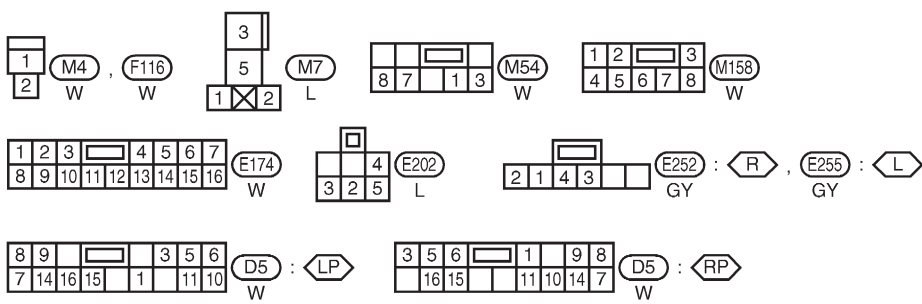 3
1 M4 , F116 5 M7 M54 1 2 3 M158
2 W W 1 2 L 8 7 1 3 W 4 5 6 7 8 W
1 2 3 4 5 6 7 E174 4 E202 E252 : R , E255 : L
8 9 10 11 12 13 14 15 16 W 3 2 5 L 2 1 4 3 GY GY
8 9 3 5 6 D5 : LP 3 5 6 1 9 8 D5 : RP
7 14 16 15 1 11 10 W 16 15 11 10 14 7 W